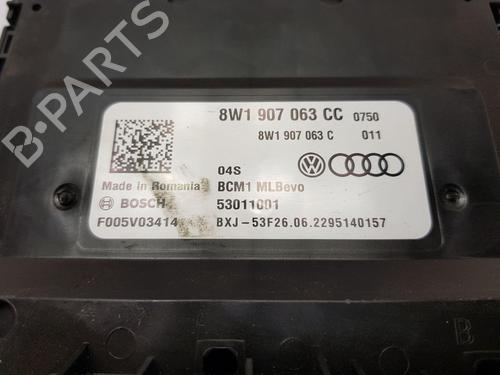 8W1 907 063 CC 0750
8W1 907 063 C 011
04S
Made in Romania BCM1 MLBevo
BOSCH 53011001
F005V03414 BXJ-53F26.06.2295140157
B-PARTS
B